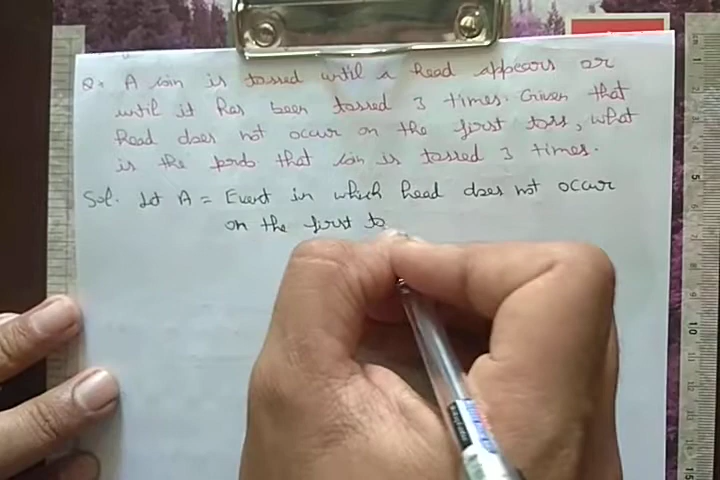 Q. A coin is tossed until a head appears or
until it has been tossed 3 times. Given that
head does not occur on the first toss, what
is the prob that coin is tossed 3 times.
Sol. Let A = Event in which head does not occur
on the first to